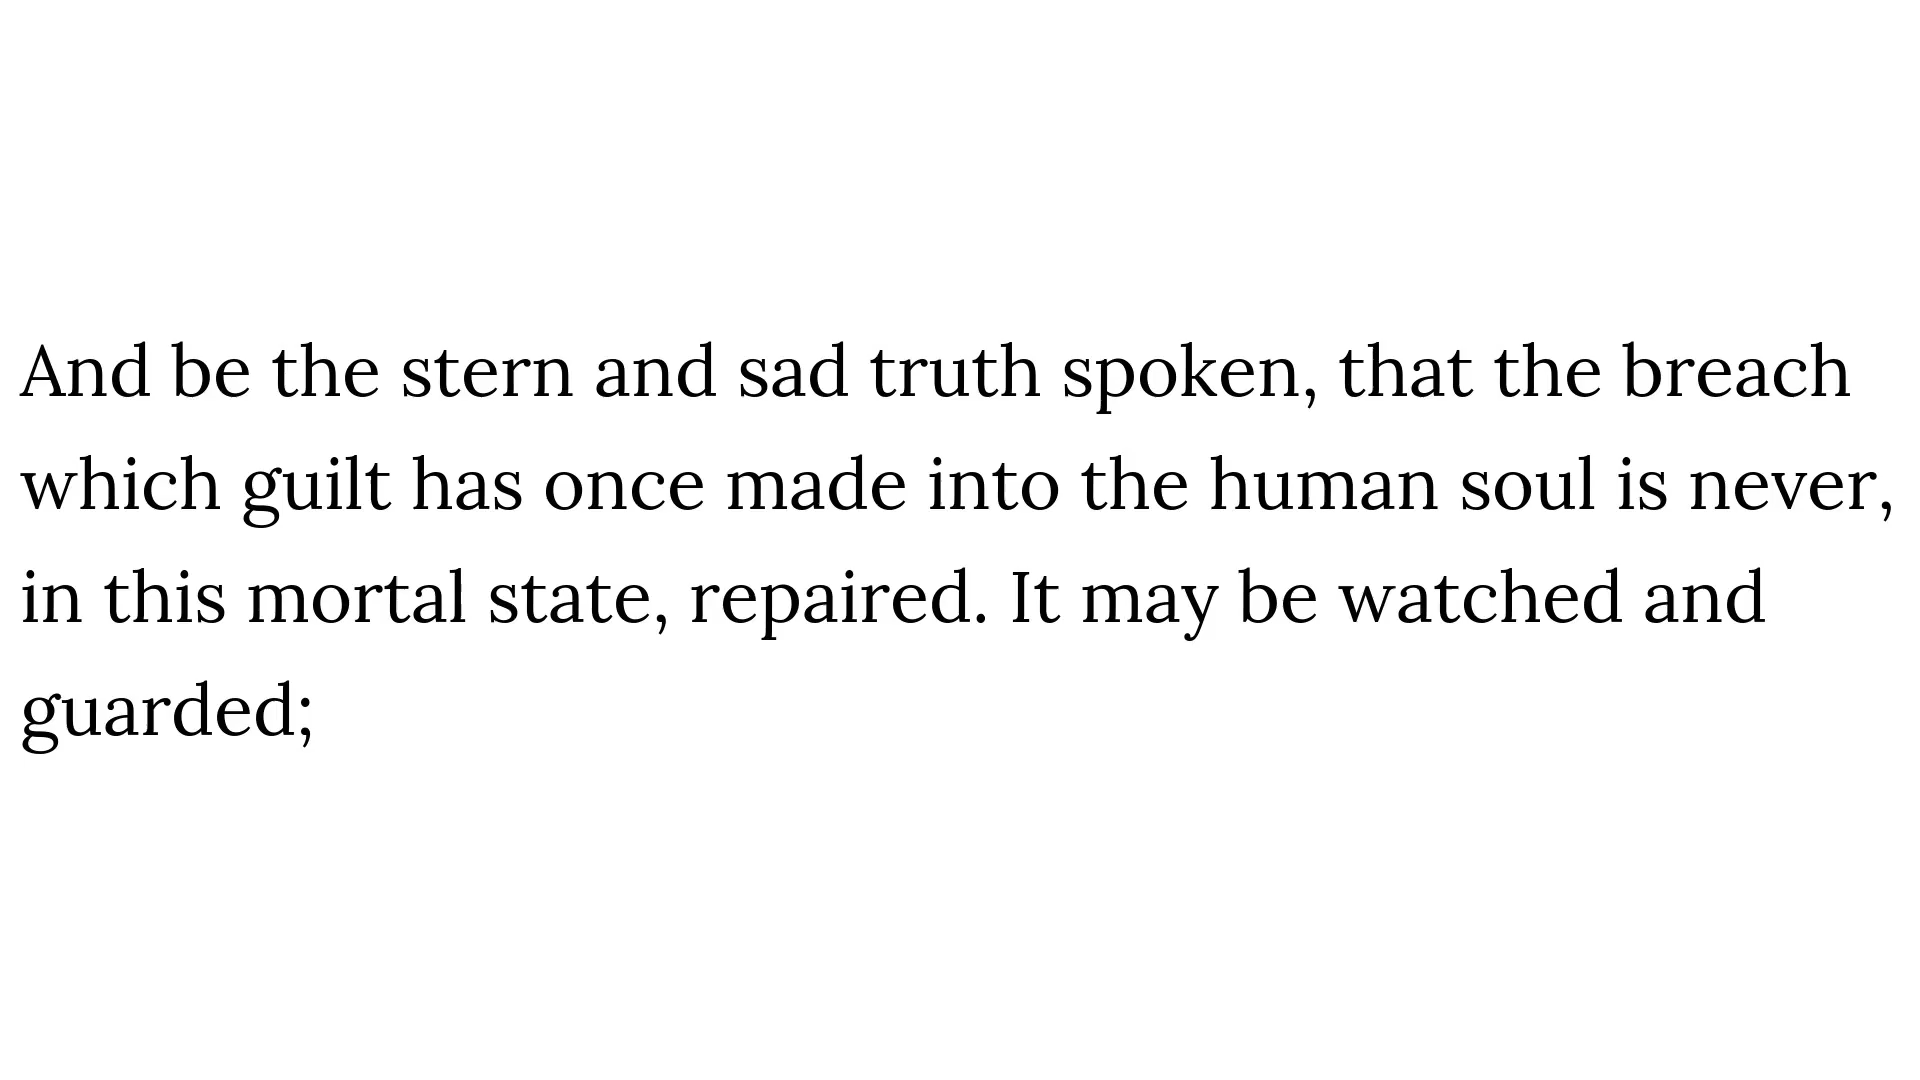 And be the stern and sad truth spoken, that the breach
which guilt has once made into the human soul is never,
in this mortal state, repaired. It may be watched and
guarded;